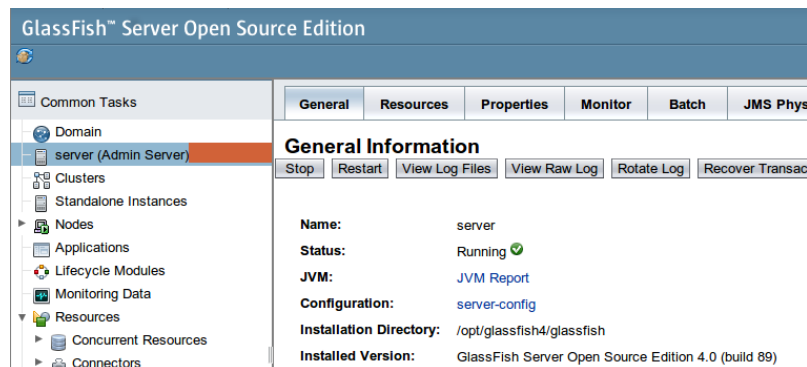 GlassFish™ Server Open Source Edition
Common Tasks
Domain
server (Admin Server)
Clusters
Standalone Instances
Nodes
Applications
Lifecycle Modules
Monitoring Data
Resources
Concurrent Resources
Connectors
General Resources Properties Monitor Batch JMS Phys
General Information
Stop Restart View Log Files View Raw Log Rotate Log Recover Transac
Name: server
Status: Running
JVM: JVM Report
Configuration: server-config
Installation Directory: /opt/glassfish4/glassfish
Installed Version: GlassFish Server Open Source Edition 4.0 (build 89)